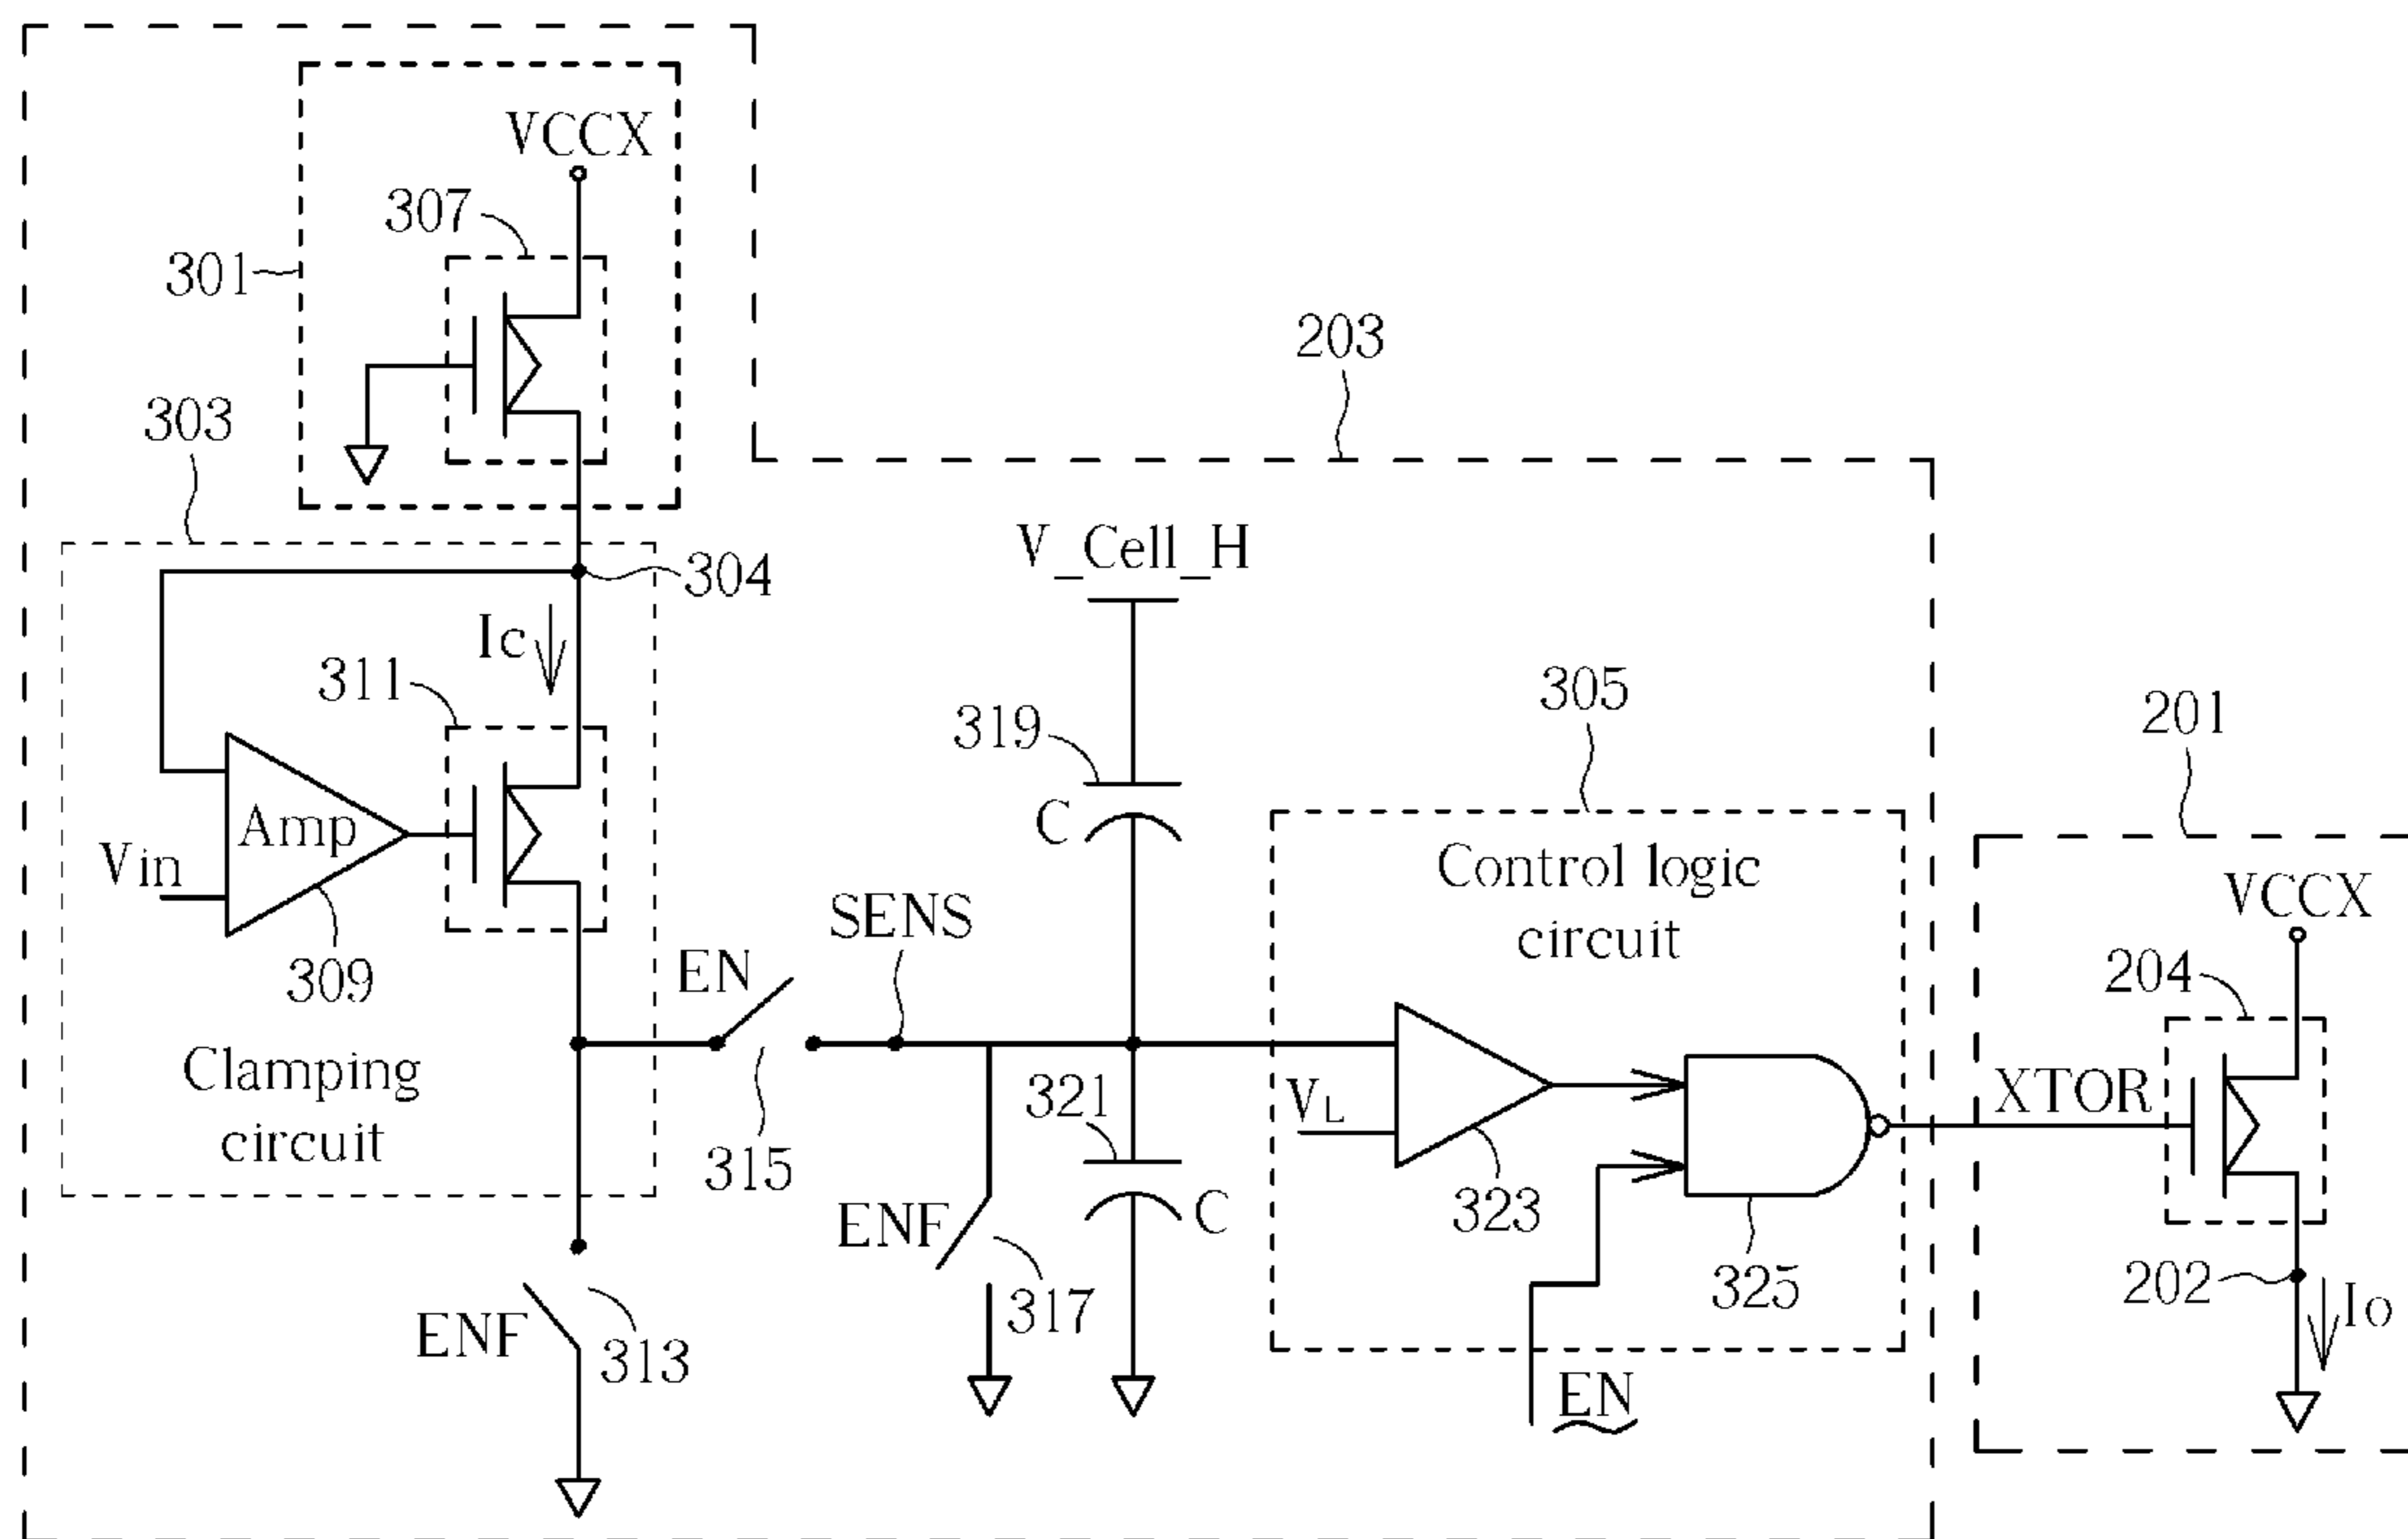 VCCX
307
301
203
303
V_Cell_H
304
Ic
311
305
319
201
C
Control logic
circuit
Amp
Vin
VCCX
SENS
EN
204
309
Clamping
circuit
321
VL
XTOR
315
C
323
ENF
325
202
317
Io
ENF
313
EN